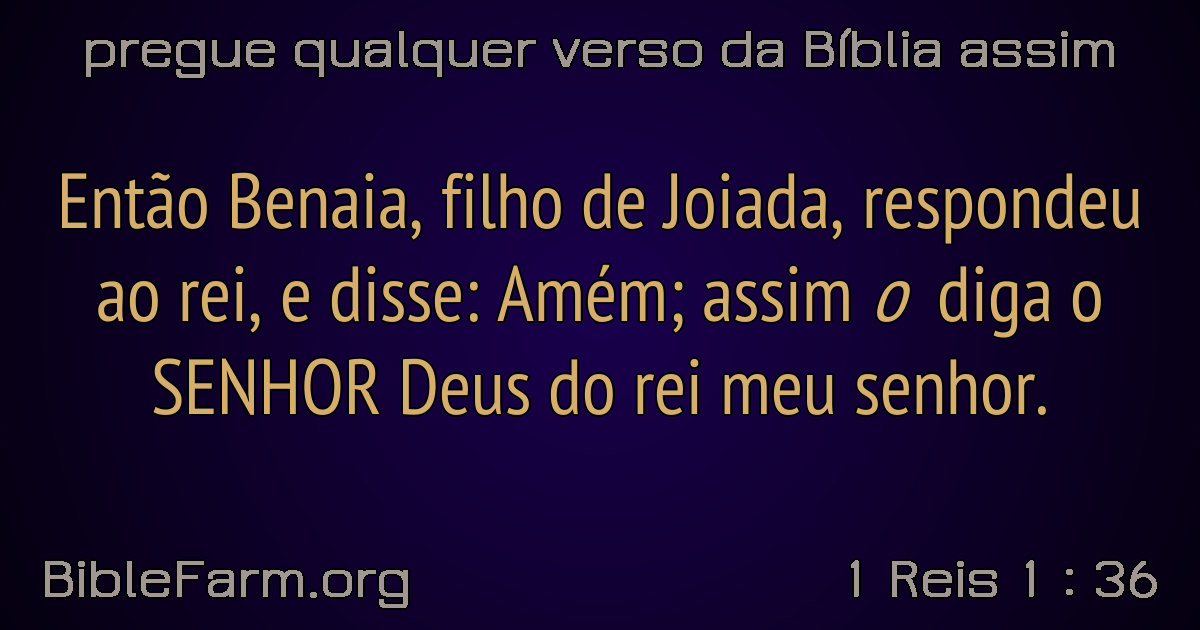 pregue qualquer verso da Bíblia assim
Então Benaia, filho de Joiada, respondeu
ao rei, e disse: Amém; assim o diga o
SENHOR Deus do rei meu senhor.
BibleFarm.org
1 Reis 1 : 36